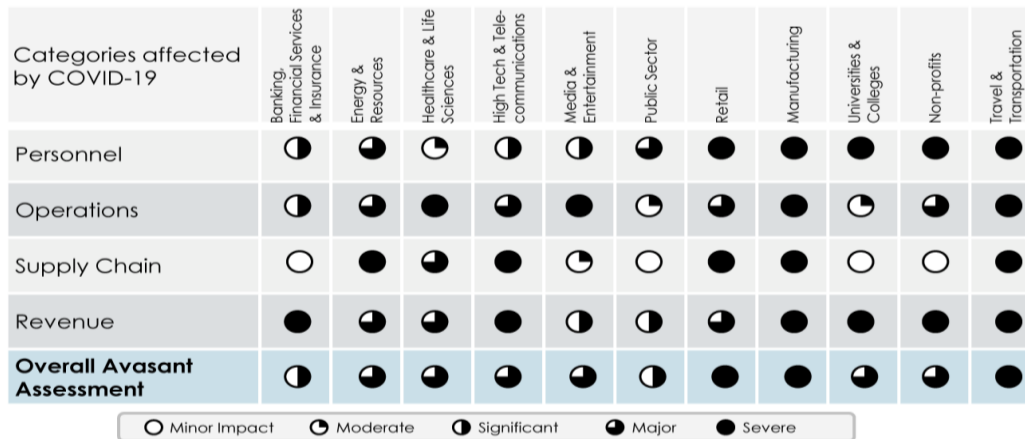 Categories affected
by COVID-19
Banking,
Financial Services
& Insurance
Energy &
Resources
Healthcare & Life
Sciences
High Tech & Tele-
communications
Media &
Entertainment
Public Sector
Retail
Manufacturing
Universities &
Colleges
Non-profits
Travel &
Transportation
Personnel
Operations
Supply Chain
Revenue
Overall Avasant
Assessment
Minor Impact Moderate Significant Major Severe